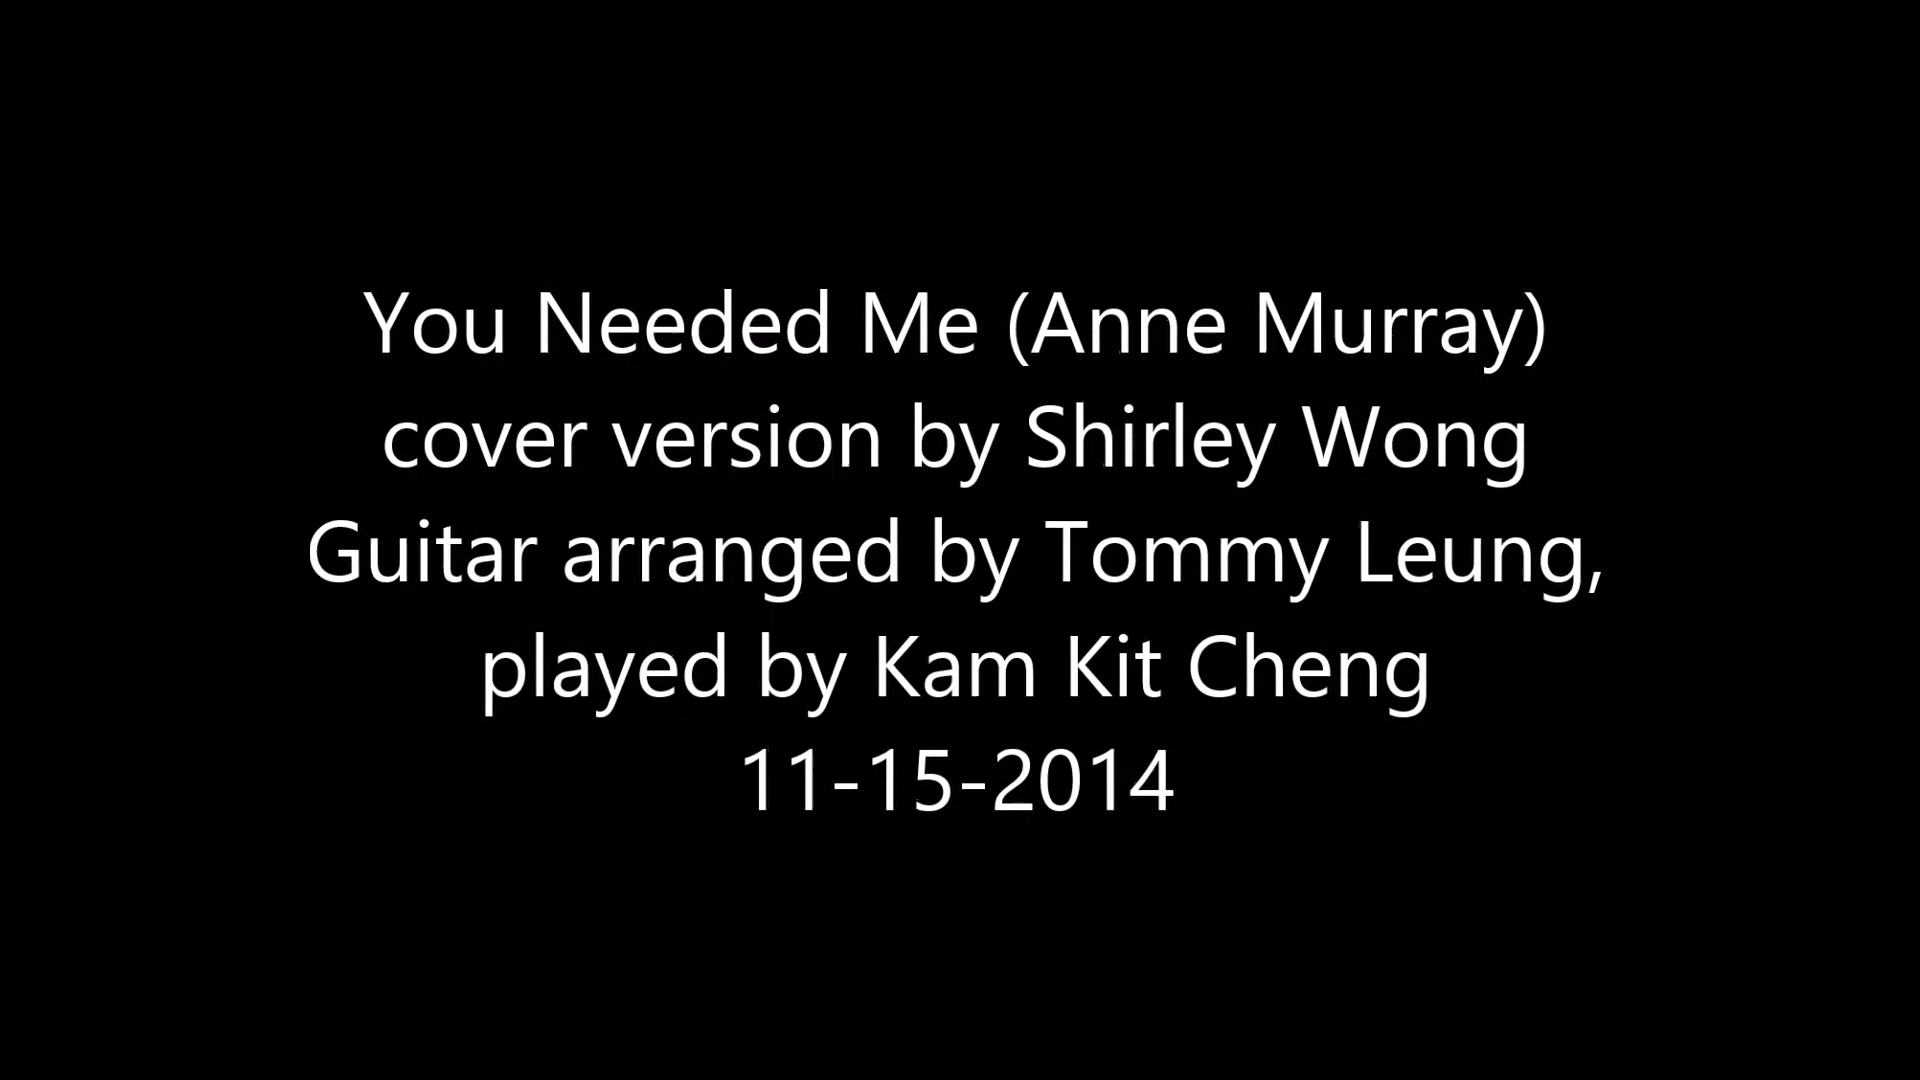 You Needed Me (Anne Murray)
cover version by Shirley Wong
Guitar arranged by Tommy Leung,
played by Kam Kit Cheng
11-15-2014